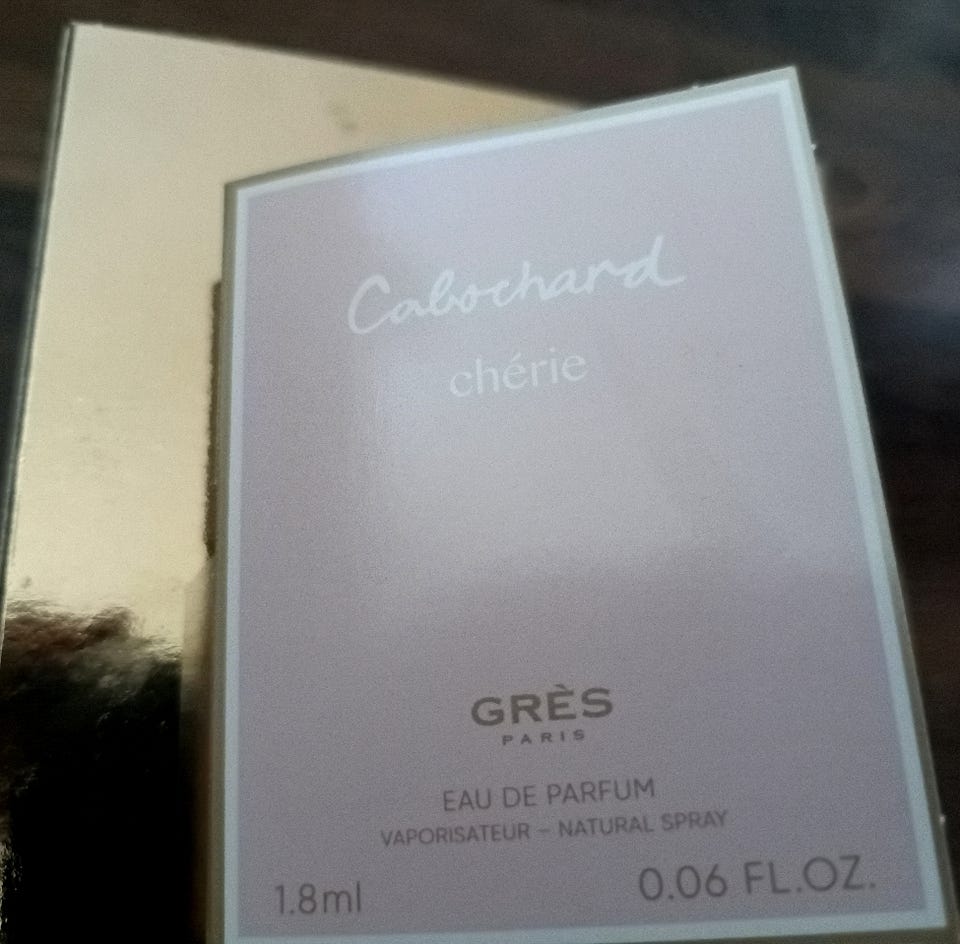 Cabochard
chérie
GRÈS
PARIS
EAU DE PARFUM
VAPORISATEUR – NATURAL SPRAY
1.8ml 0.06 FL.OZ.